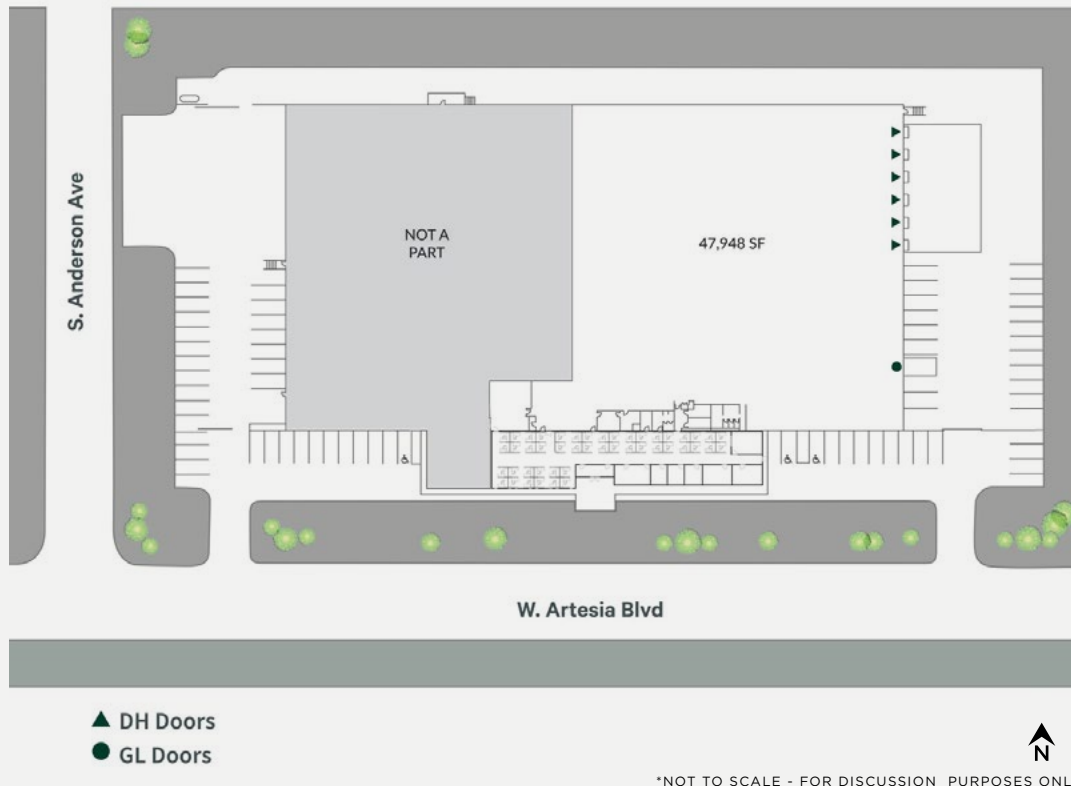 S. Anderson Ave
NOT A
PART
47,948 SF
W. Artesia Blvd
DH Doors
GL Doors
N
*NOT TO SCALE - FOR DISCUSSION PURPOSES ONL